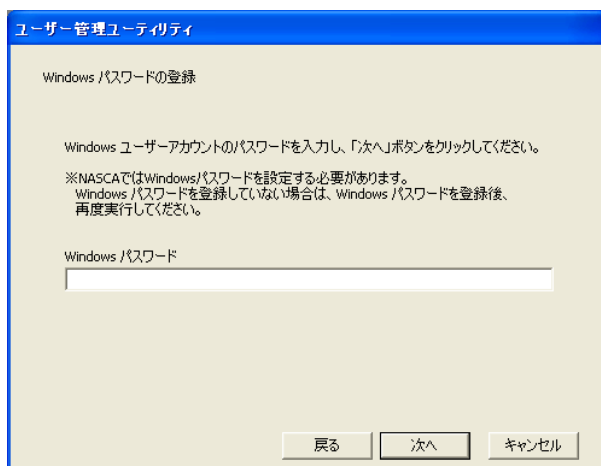 ユーザー管理ユーティリティ
Windows パスワードの登録
Windows ユーザーアカウントのパスワードを入力し、「次へ」ボタンをクリックしてください。
※NASCAではWindowsパスワードを設定する必要があります。
Windows パスワードを登録していない場合は、Windows パスワードを登録後、
再度実行してください。
Windows パスワード
戻る 次へ キャンセル